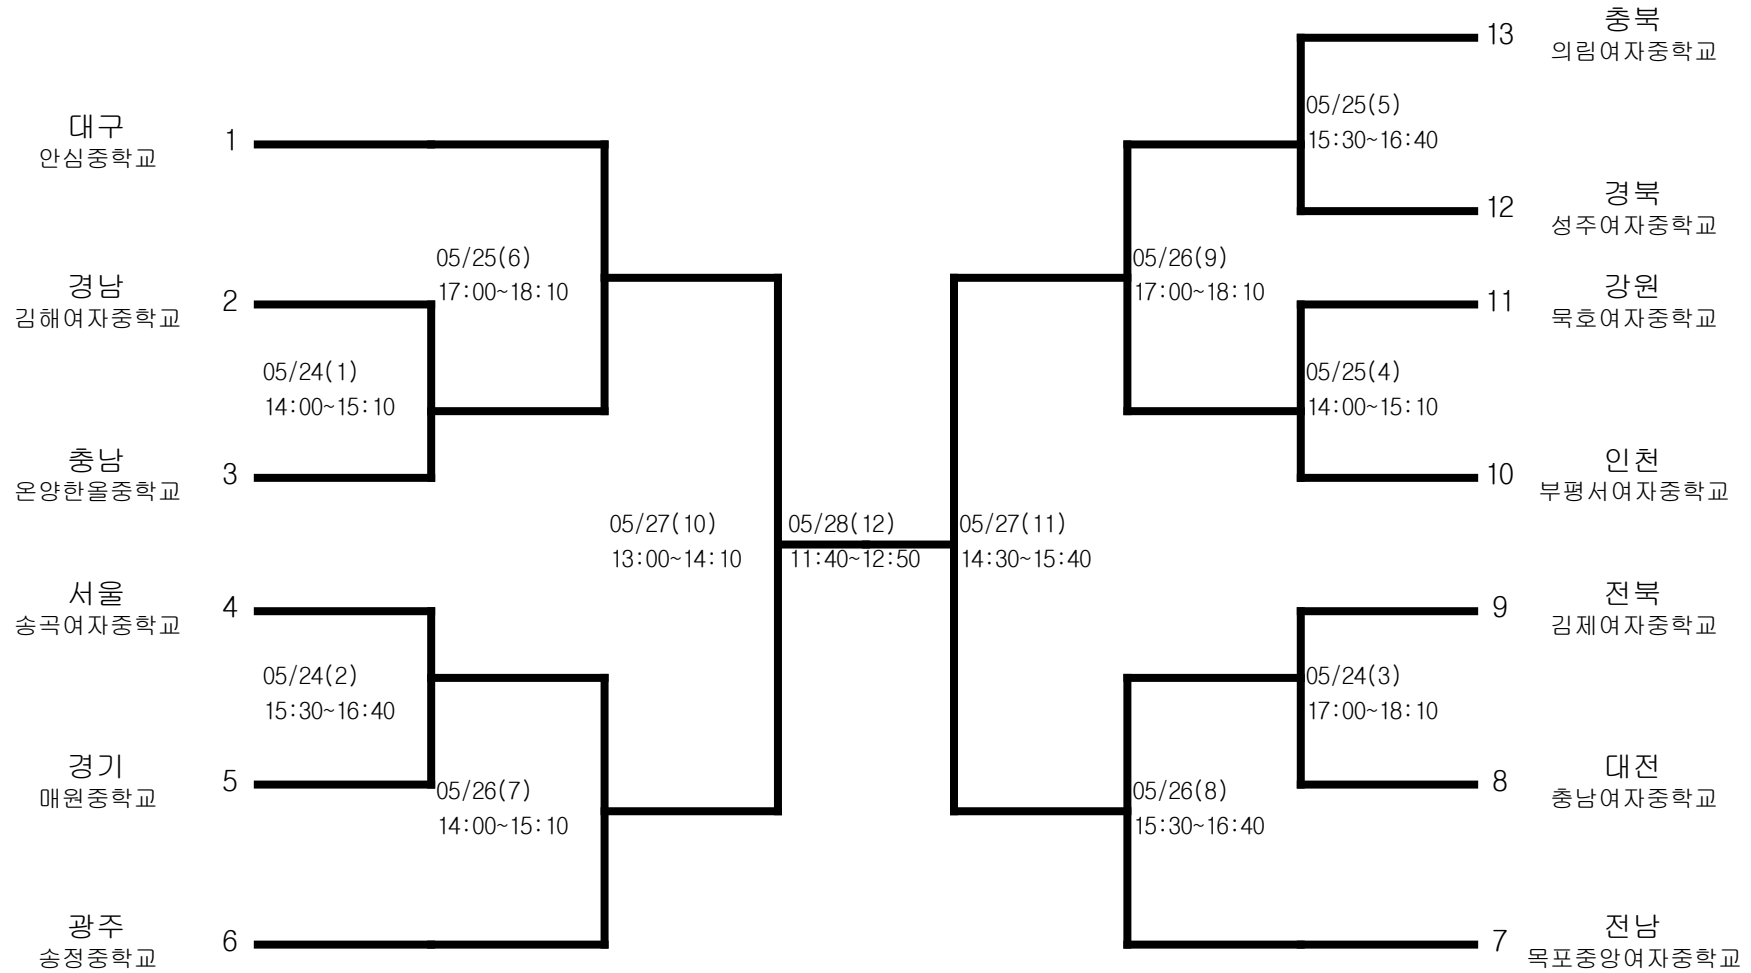 대구
안심중학교
1
경남
김해여자중학교
2
05/24(1)
14:00~15:10
충남
온양한올중학교
3
05/25(6)
17:00~18:10
서울
송곡여자중학교
4
05/24(2)
15:30~16:40
경기
매원중학교
5
05/26(7)
14:00~15:10
광주
송정중학교
6
05/27(10)
13:00~14:10
05/28(12)
11:40~12:50
05/27(11)
14:30~15:40
13
충북
의림여자중학교
05/25(5)
15:30~16:40
12
경북
성주여자중학교
05/26(9)
17:00~18:10
11
강원
묵호여자중학교
05/25(4)
14:00~15:10
10
인천
부평서여자중학교
9
전북
김제여자중학교
05/24(3)
17:00~18:10
8
대전
충남여자중학교
05/26(8)
15:30~16:40
7
전남
목포중앙여자중학교